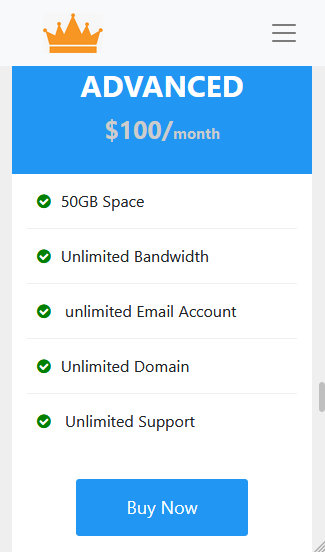 ADVANCED
$100/month
50GB Space
Unlimited Bandwidth
unlimited Email Account
Unlimited Domain
Unlimited Support
Buy Now